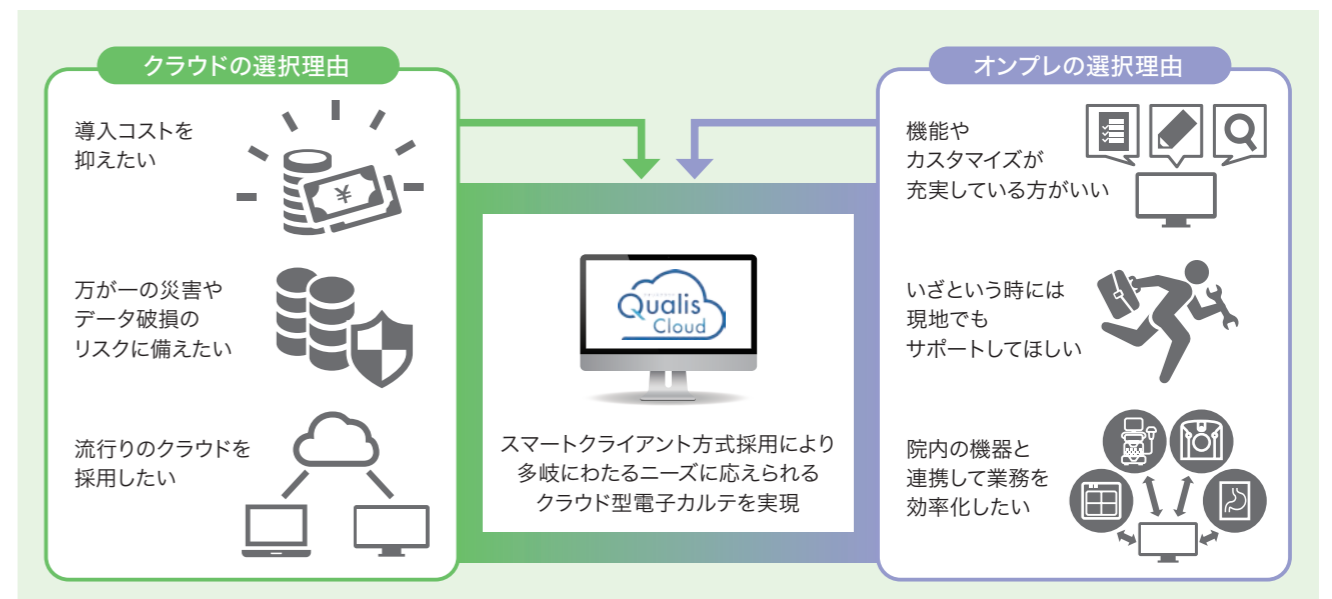 クラウドの選択理由
導入コストを
抑えたい
¥
万が一の災害や
データ破損の
リスクに備えたい
流行りのクラウドを
採用したい
Qualis
Cloud
スマートクライアント方式採用により
多岐にわたるニーズに応えられる
クラウド型電子カルテを実現
オンプレの選択理由
機能や
カスタマイズが
充実している方がいい
いざという時には
現地でも
サポートしてほしい
院内の機器と
連携して業務を
効率化したい